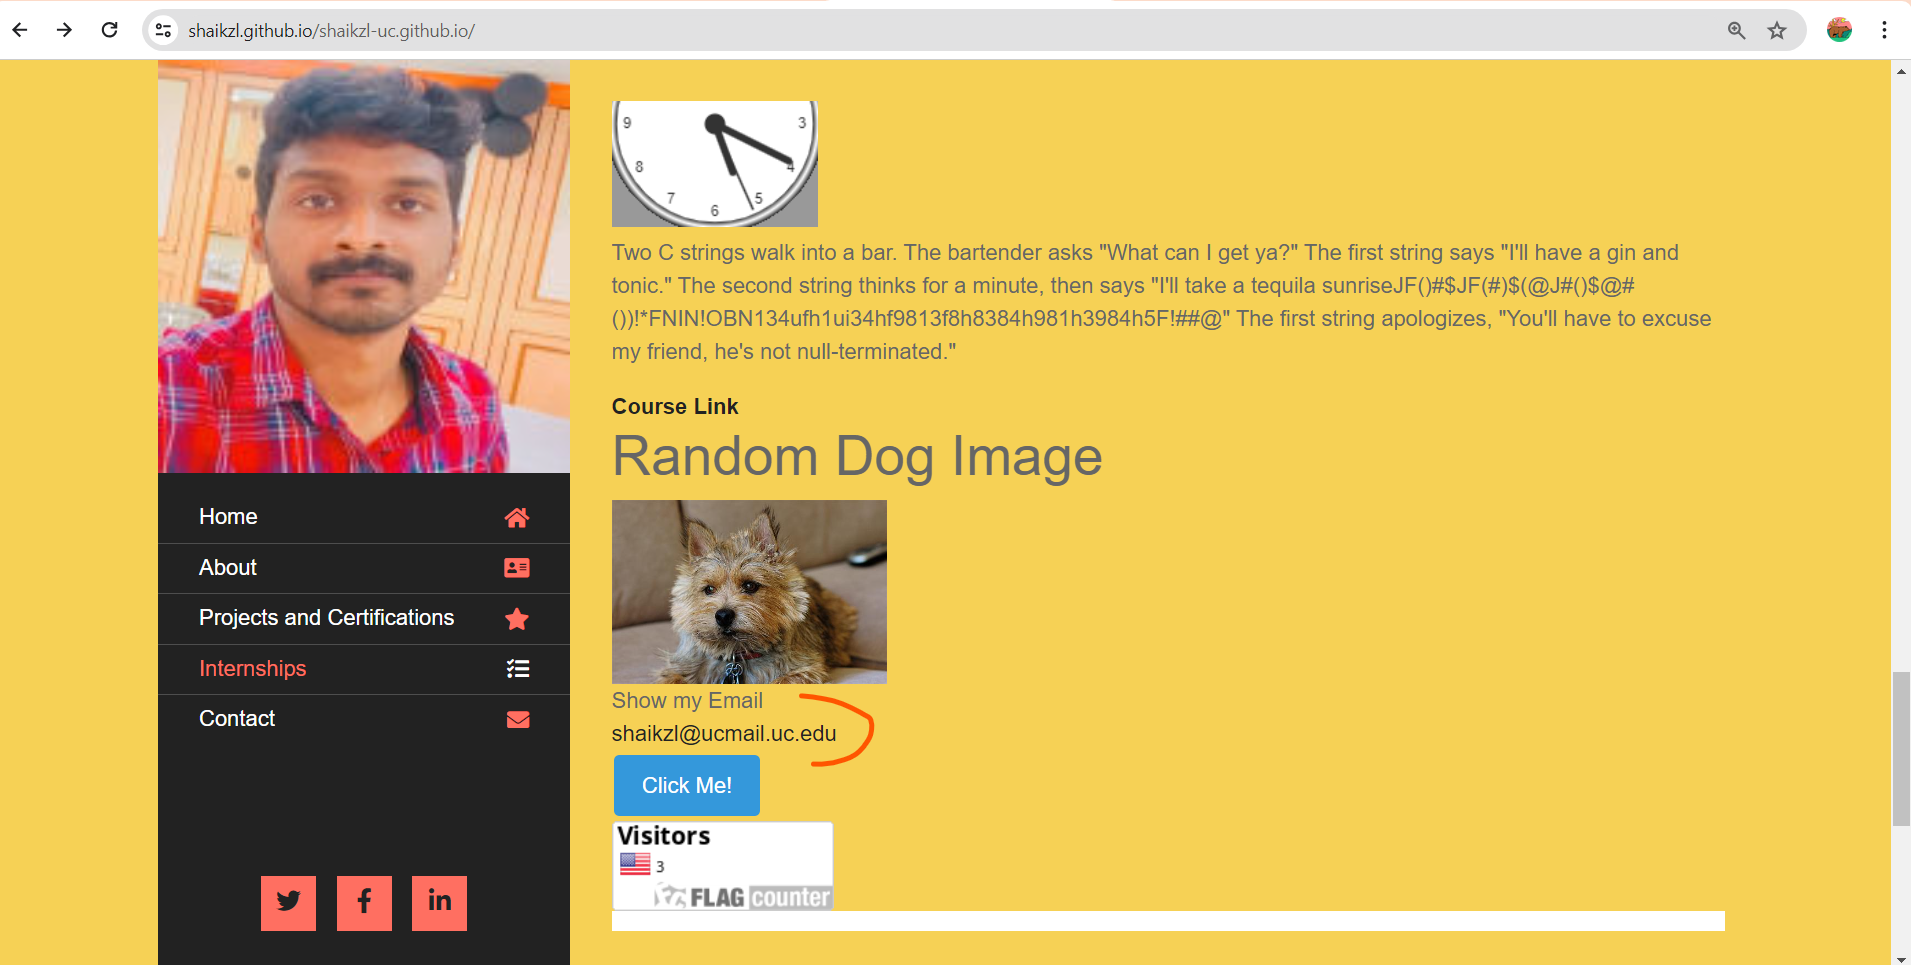 shaikzl.github.io/shaikzl-uc.github.io/
9 3
8 4
7 5
6
Two C strings walk into a bar. The bartender asks "What can I get ya?" The first string says "I'll have a gin and
tonic." The second string thinks for a minute, then says "I'll take a tequila sunriseJF()#$JF(#)$(@J#()$@#
())!*FNIN!OBN134ufh1ui34hf9813f8h8384h981h3984h5F!##@" The first string apologizes, "You'll have to excuse
my friend, he's not null-terminated."
Course Link
Random Dog Image
Show my Email
shaikzl@ucmail.uc.edu
Click Me!
Visitors
3
FLAG counter
Home
About
Projects and Certifications
Internships
Contact